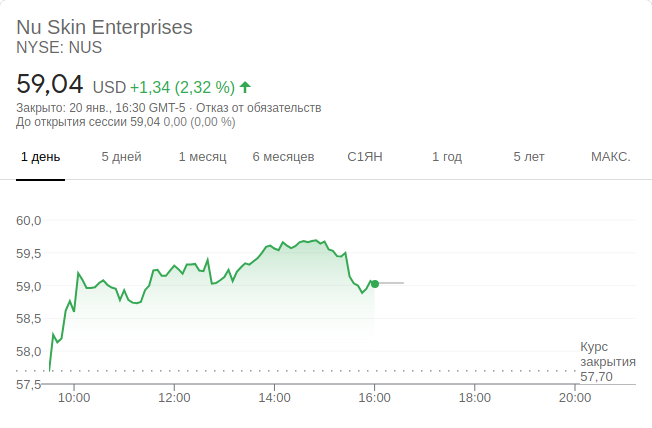 Nu Skin Enterprises
NYSE: NUS
59,04 USD +1,34 (2,32 %)
Закрыто: 20 янв., 16:30 GMT-5 · Отказ от обязательств
До открытия сессии 59,04 0,00 (0,00 %)
1 день 5 дней 1 месяц 6 месяцев С1ЯН 1 год 5 лет МАКС.
60,0
59,5
59,0
58,5
58,0
57,5
Курс
закрытия
57,70
10:00 12:00 14:00 16:00 18:00 20:00